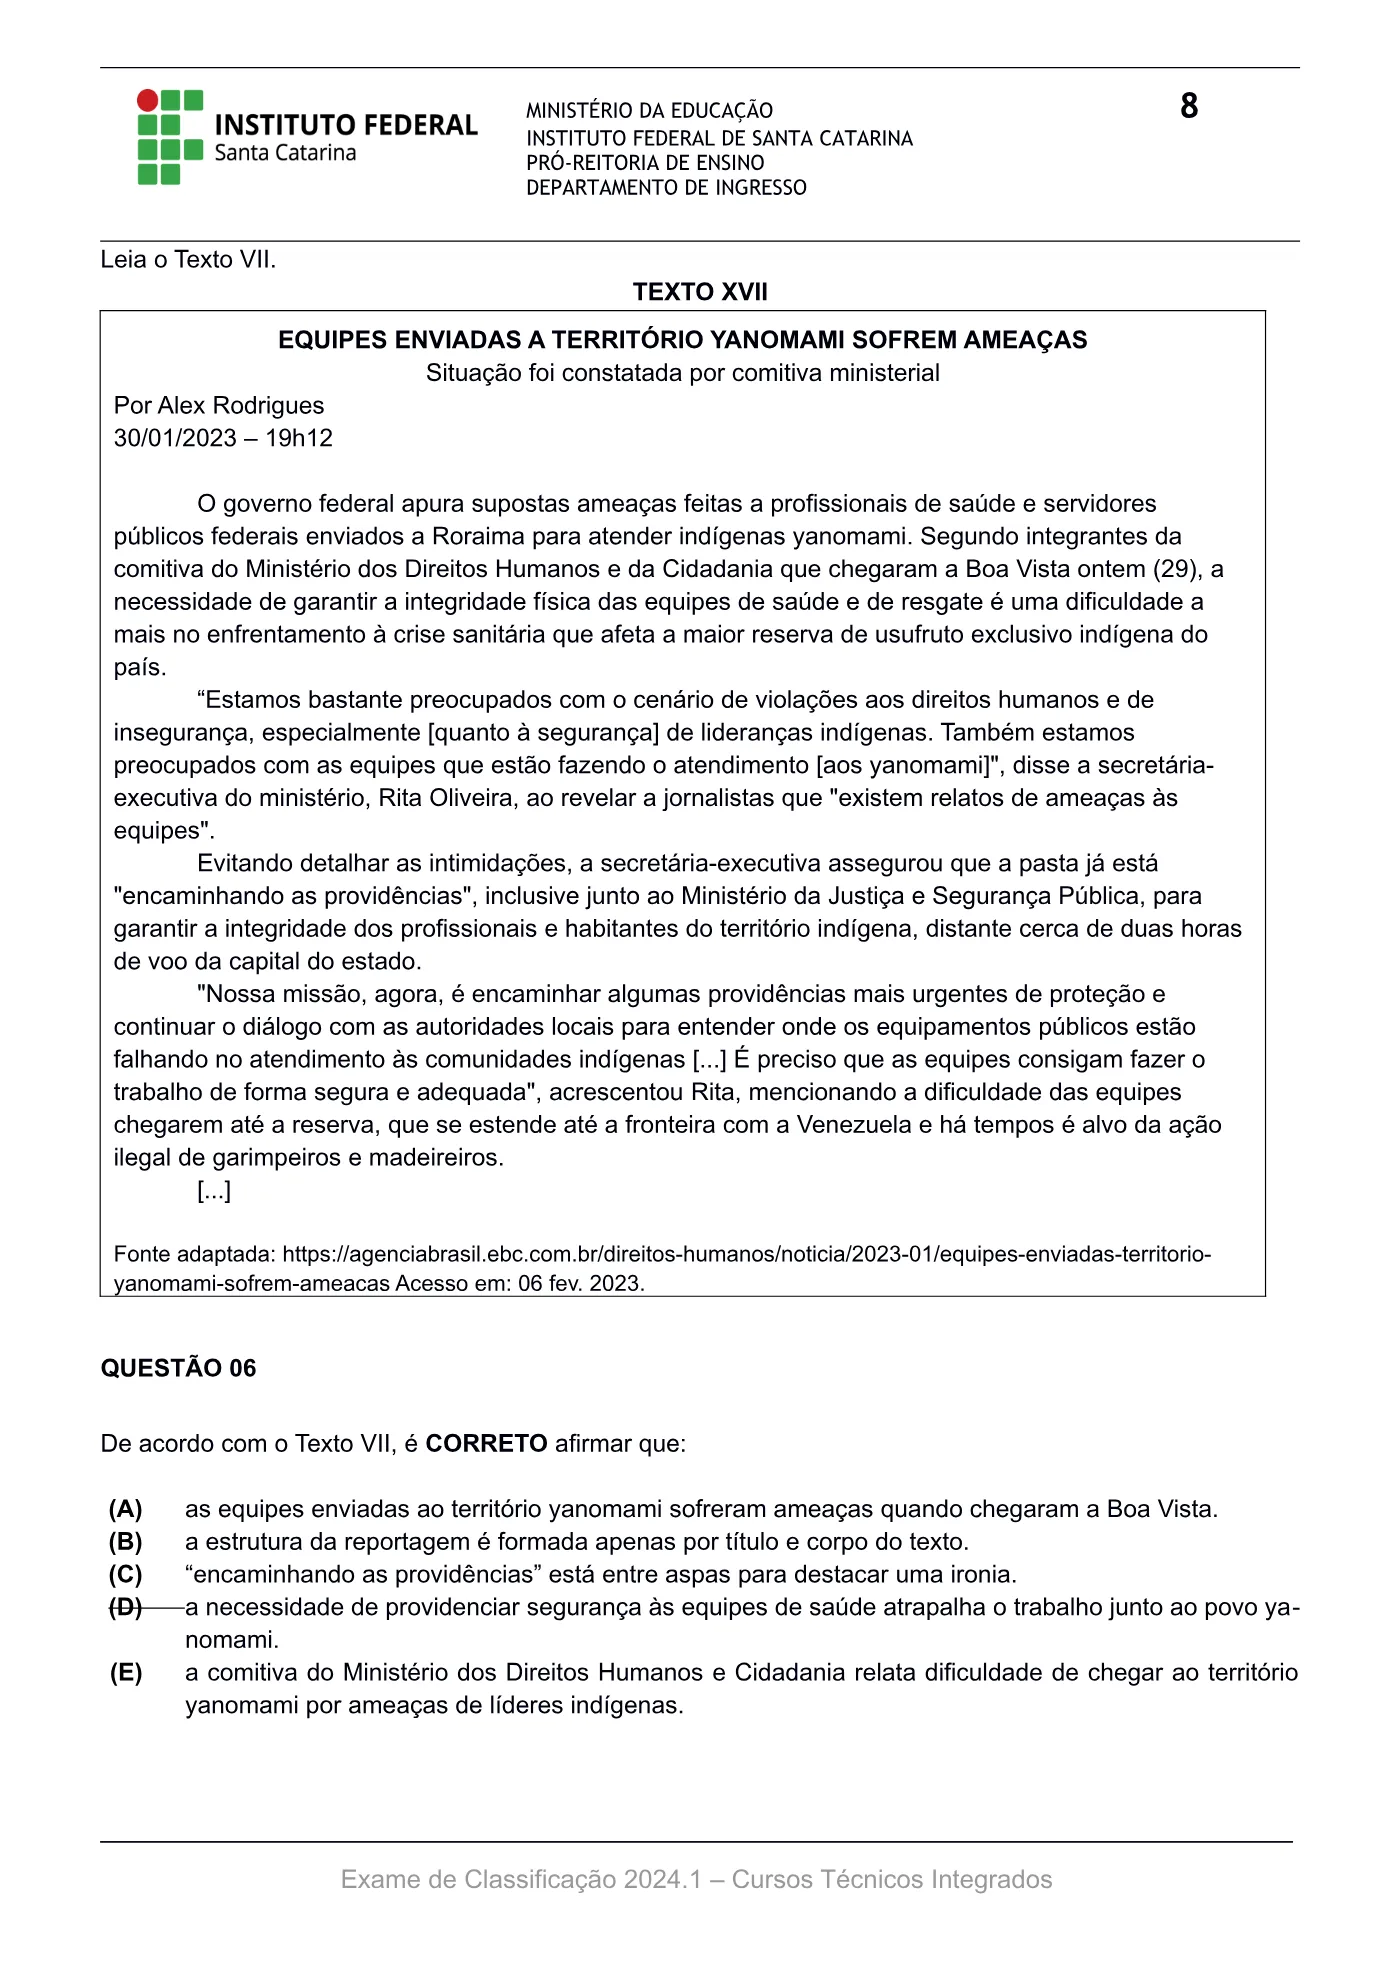 INSTITUTO FEDERAL
Santa Catarina
MINISTÉRIO DA EDUCAÇÃO
INSTITUTO FEDERAL DE SANTA CATARINA
PRÓ-REITORIA DE ENSINO
DEPARTAMENTO DE INGRESSO
8
Leia o Texto VII.
TEXTO XVII
EQUIPES ENVIADAS A TERRITÓRIO YANOMAMI SOFREM AMEAÇAS
Situação foi constatada por comitiva ministerial
Por Alex Rodrigues
30/01/2023 – 19h12
O governo federal apura supostas ameaças feitas a profissionais de saúde e servidores
públicos federais enviados a Roraima para atender indígenas yanomami. Segundo integrantes da
comitiva do Ministério dos Direitos Humanos e da Cidadania que chegaram a Boa Vista ontem (29), a
necessidade de garantir a integridade física das equipes de saúde e de resgate é uma dificuldade a
mais no enfrentamento à crise sanitária que afeta a maior reserva de usufruto exclusivo indígena do
país.
“Estamos bastante preocupados com o cenário de violações aos direitos humanos e de
insegurança, especialmente [quanto à segurança] de lideranças indígenas. Também estamos
preocupados com as equipes que estão fazendo o atendimento [aos yanomami]", disse a secretária-
executiva do ministério, Rita Oliveira, ao revelar a jornalistas que "existem relatos de ameaças às
equipes".
Evitando detalhar as intimidações, a secretária-executiva assegurou que a pasta já está
"encaminhando as providências", inclusive junto ao Ministério da Justiça e Segurança Pública, para
garantir a integridade dos profissionais e habitantes do território indígena, distante cerca de duas horas
de voo da capital do estado.
"Nossa missão, agora, é encaminhar algumas providências mais urgentes de proteção e
continuar o diálogo com as autoridades locais para entender onde os equipamentos públicos estão
falhando no atendimento às comunidades indígenas [...] É preciso que as equipes consigam fazer o
trabalho de forma segura e adequada", acrescentou Rita, mencionando a dificuldade das equipes
chegarem até a reserva, que se estende até a fronteira com a Venezuela e há tempos é alvo da ação
ilegal de garimpeiros e madeireiros.
[...]
Fonte adaptada: https://agenciabrasil.ebc.com.br/direitos-humanos/noticia/2023-01/equipes-enviadas-territorio-
yanomami-sofrem-ameacas Acesso em: 06 fev. 2023.
QUESTÃO 06
De acordo com o Texto VII, é CORRETO afirmar que:
(A) as equipes enviadas ao território yanomami sofreram ameaças quando chegaram a Boa Vista.
(B) a estrutura da reportagem é formada apenas por título e corpo do texto.
(C) “encaminhando as providências” está entre aspas para destacar uma ironia.
(D) a necessidade de providenciar segurança às equipes de saúde atrapalha o trabalho junto ao povo ya-
nomami.
(E) a comitiva do Ministério dos Direitos Humanos e Cidadania relata dificuldade de chegar ao território
yanomami por ameaças de líderes indígenas.
Exame de Classificação 2024.1 – Cursos Técnicos Integrados